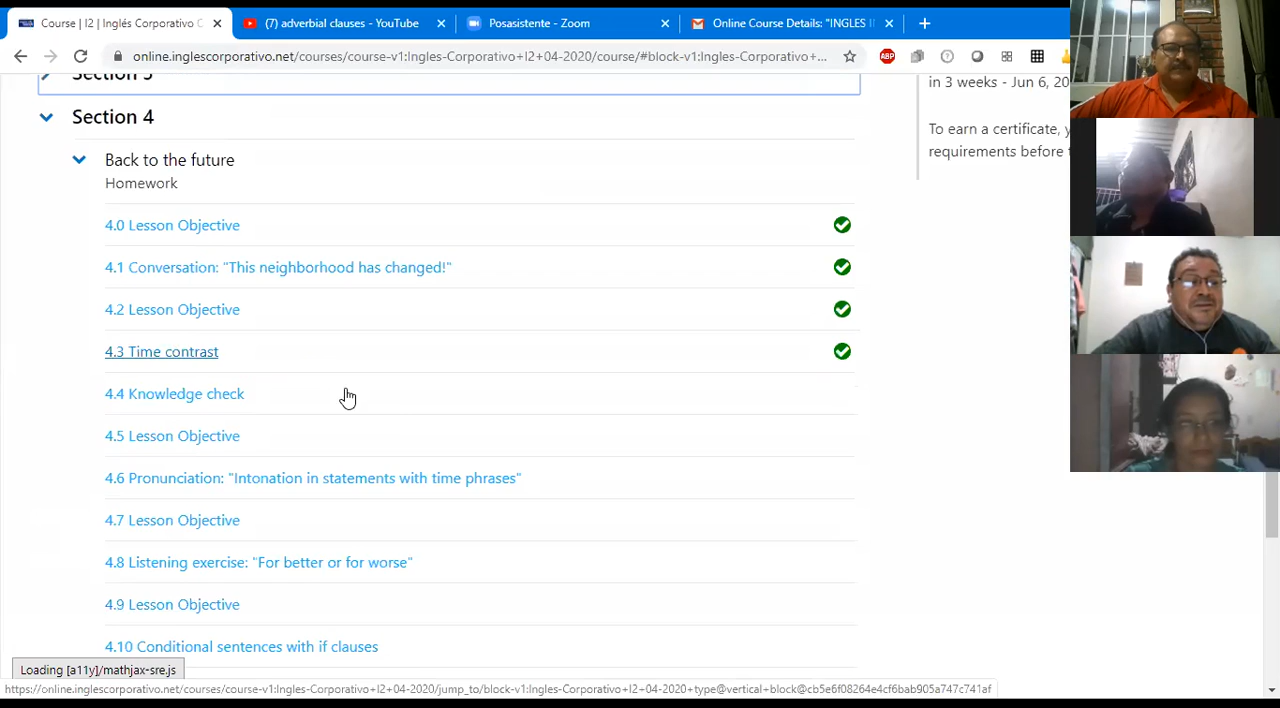 Course | I2 | Inglés Corporativo C
(7) adverbial clauses - YouTube
Posasistente - Zoom
Online Course Details: "INGLES I
online.inglescorporativo.net/courses/course-v1:Ingles-Corporativo+I2+04-2020/course/#block-v1:Ingles-Corporativo+...
ABP
Section 3
in 3 weeks - Jun 6, 20
Section 4
To earn a certificate, y
requirements before t
Back to the future
Homework
4.0 Lesson Objective
4.1 Conversation: "This neighborhood has changed!"
4.2 Lesson Objective
4.3 Time contrast
4.4 Knowledge check
4.5 Lesson Objective
4.6 Pronunciation: "Intonation in statements with time phrases"
4.7 Lesson Objective
4.8 Listening exercise: "For better or for worse"
4.9 Lesson Objective
4.10 Conditional sentences with if clauses
Loading [a11y]/mathjax-sre.js
https://online.inglescorporativo.net/courses/course-v1:Ingles-Corporativo+I2+04-2020/jump_to/block-v1:Ingles-Corporativo+I2+04-2020+type@vertical+block@cb5e6f08264e4cf6bab905a747c741af